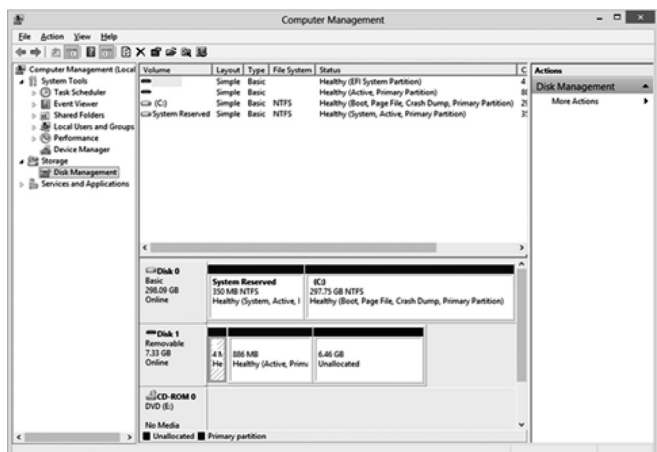 Computer Management
File Action View Help
Computer Management (Local
System Tools
Task Scheduler
Event Viewer
Shared Folders
Local Users and Groups
Performance
Device Manager
Storage
Disk Management
Services and Applications
Volume Layout Type File System Status C
Simple Basic Healthy (EFI System Partition) 4
Simple Basic Healthy (Active, Primary Partition)
(C:) Simple Basic NTFS Healthy (Boot, Page File, Crash Dump, Primary Partition)
System Reserved Simple Basic NTFS Healthy (System, Active, Primary Partition)
Actions
Disk Management
More Actions
Disk 0
Basic
298.09 GB
Online
System Reserved
350 MB NTFS
Healthy (System, Active, I
(C:)
297.75 GB NTFS
Healthy (Boot, Page File, Crash Dump, Primary Partition)
Disk 1
Removable
7.33 GB
Online
4 M
He
886 MB
Healthy (Active, Prima
6.46 GB
Unallocated
CD-ROM 0
DVD (E:)
No Media
Unallocated Primary partition